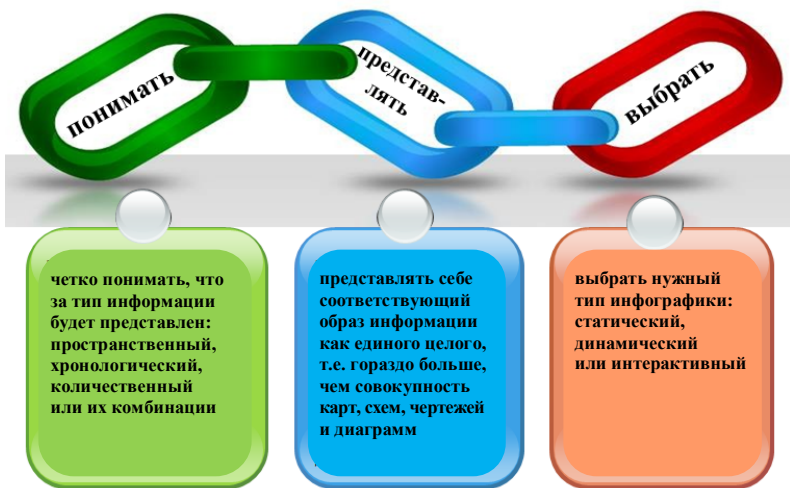 понимать
представ-
лять
выбрать
четко понимать, что
за тип информации
будет представлен:
пространственный,
хронологический,
количественный
или их комбинации
представлять себе
соответствующий
образ информации
как единого целого,
т.е. гораздо больше,
чем совокупность
карт, схем, чертежей
и диаграмм
выбрать нужный
тип инфографики:
статический,
динамический
или интерактивный